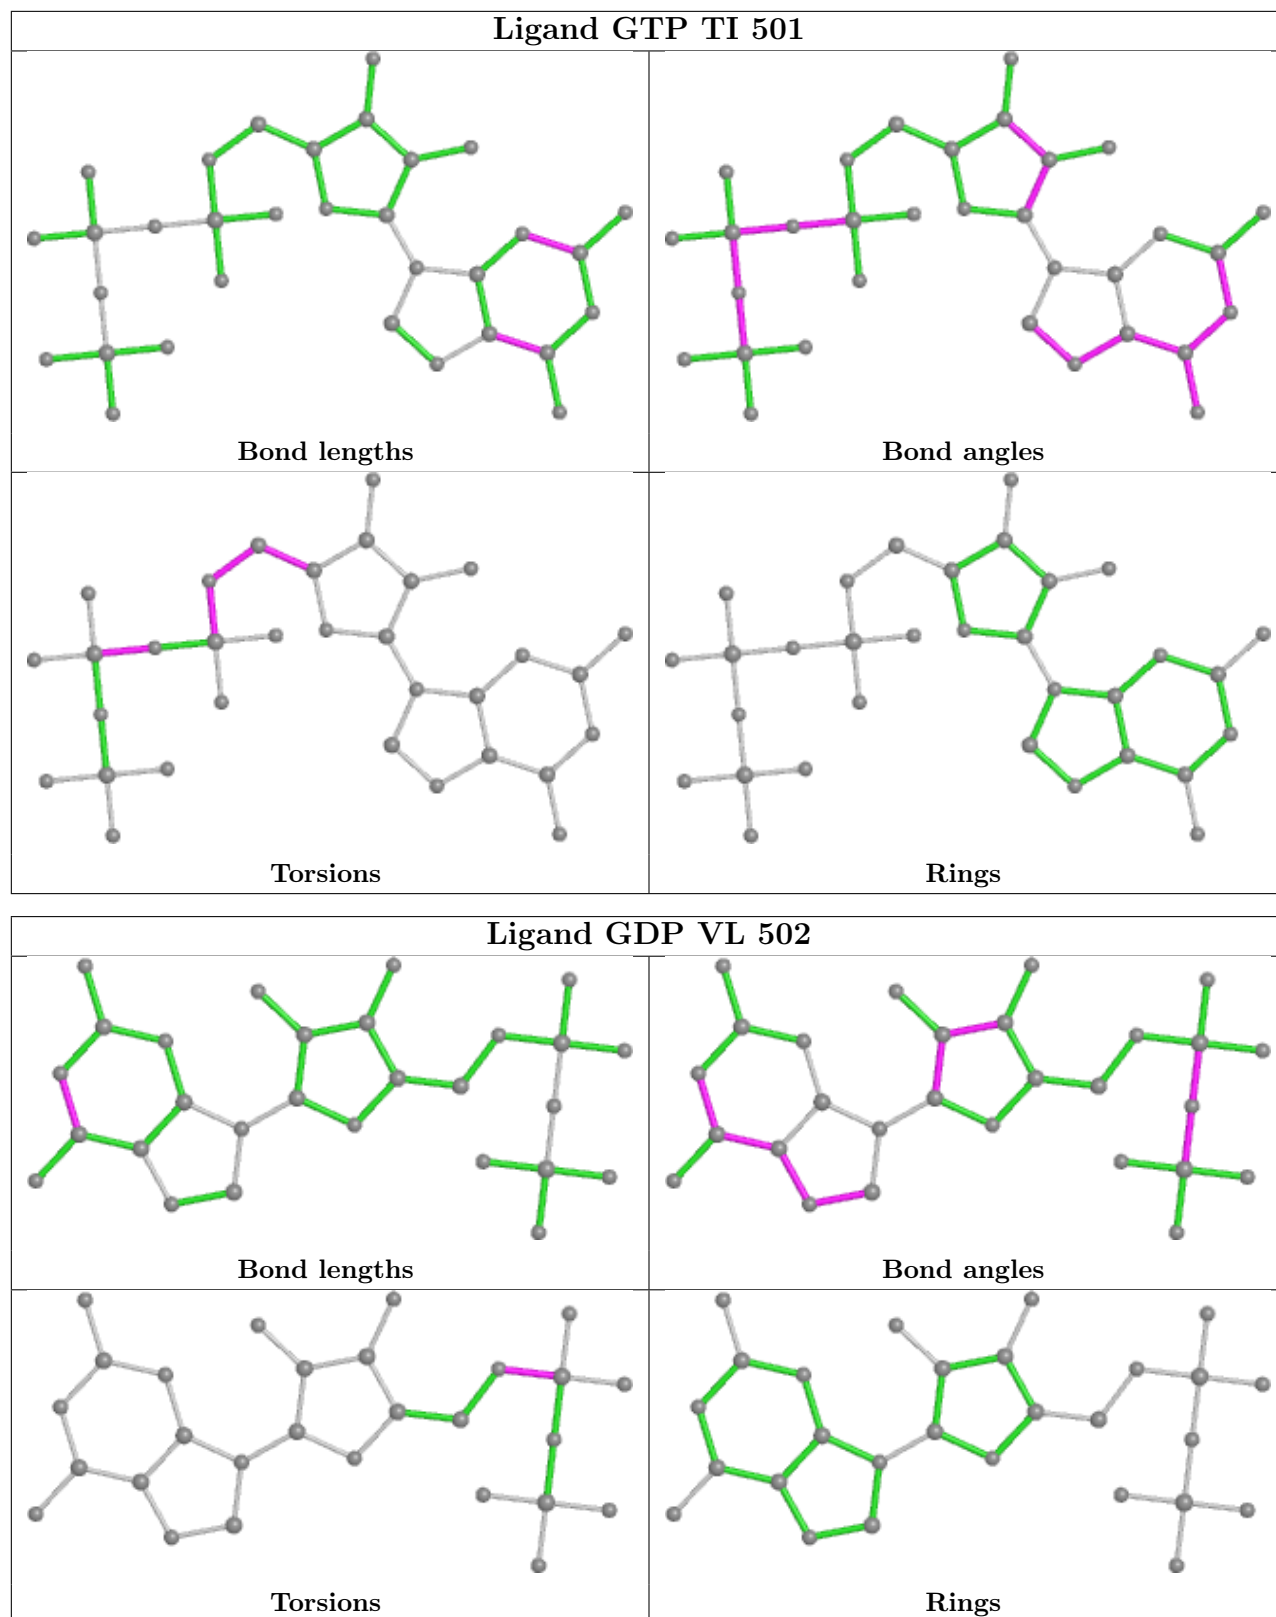 Ligand GTP TI 501
Bond lengths
Bond angles
Torsions
Rings
Ligand GDP VL 502
Bond lengths
Bond angles
Torsions
Rings